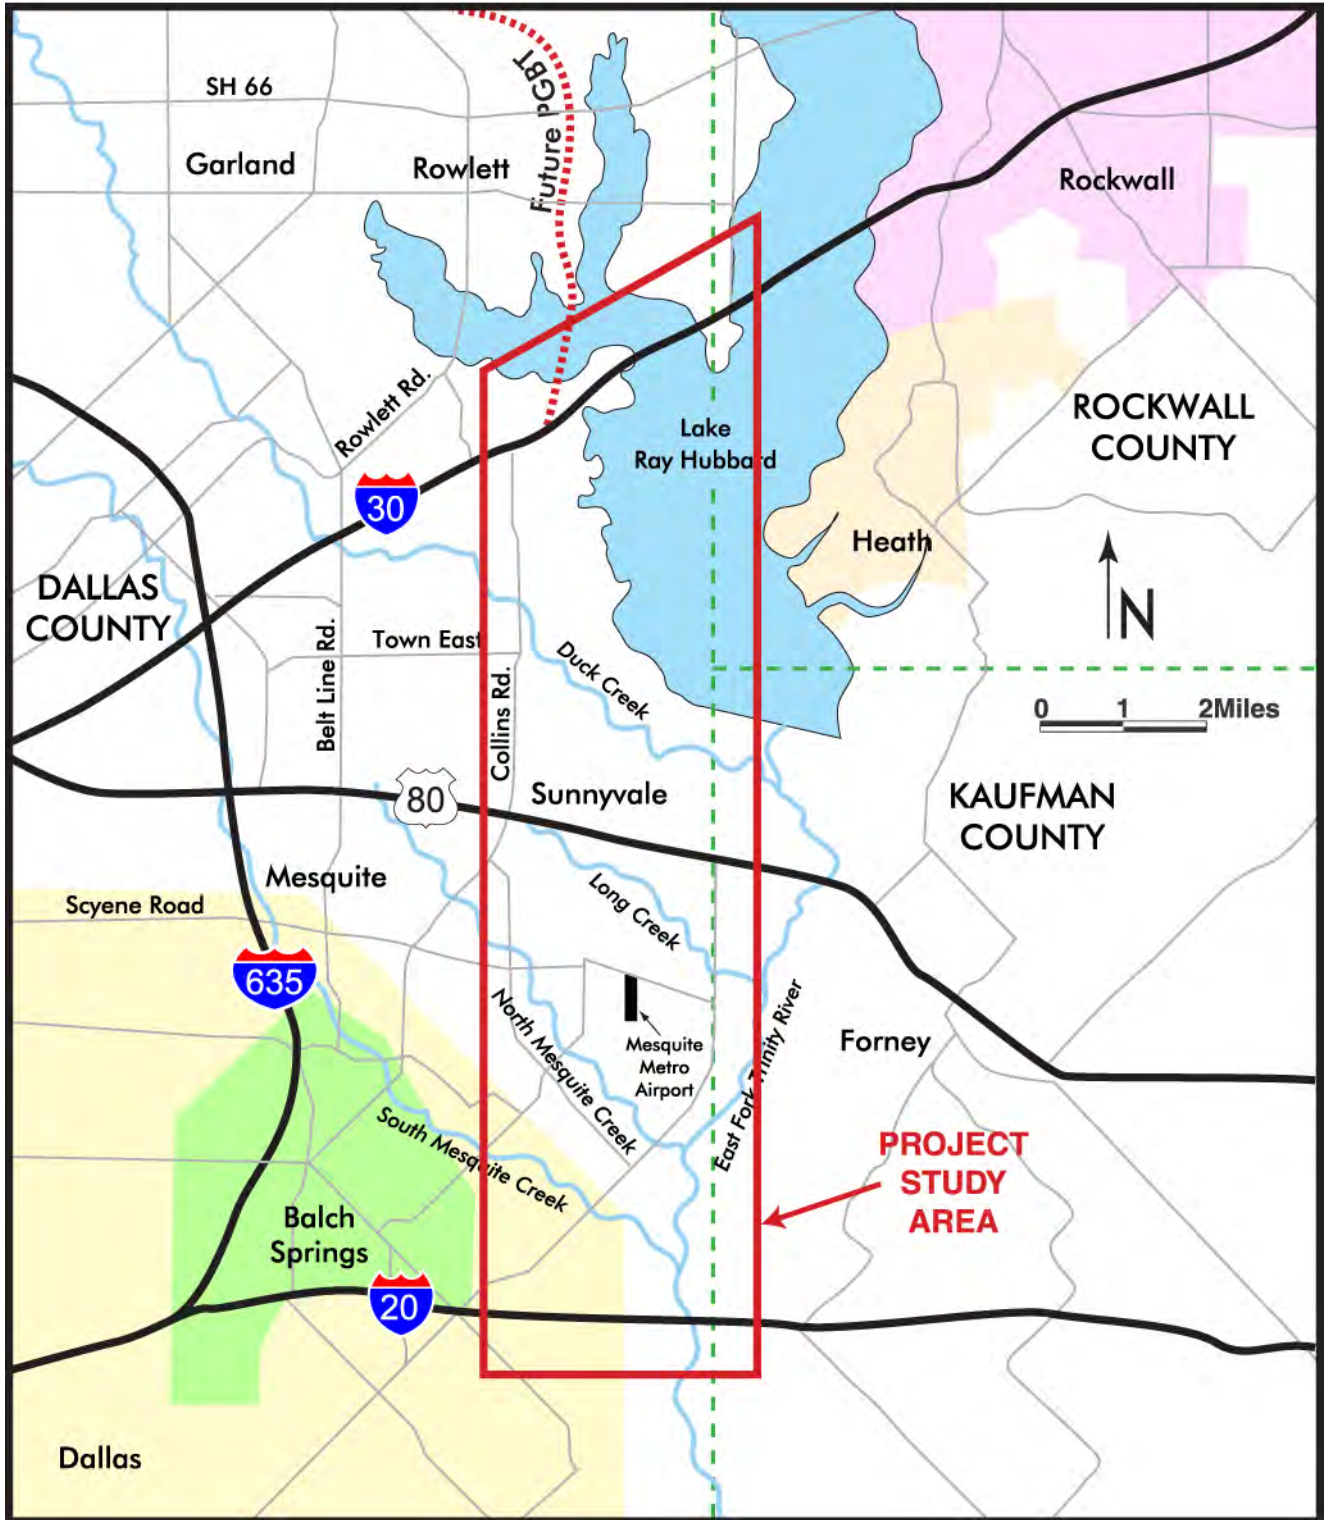 SH 66
Garland
Rowlett
Future PGBT
Rockwall
Rowlett Rd.
Lake
Ray Hubbard
ROCKWALL
COUNTY
30
Heath
N
DALLAS
COUNTY
Town East
Belt Line Rd.
Collins Rd.
Duck Creek
0 1 2Miles
80
Sunnyvale
KAUFMAN
COUNTY
Mesquite
Scyene Road
Long Creek
635
North Mesquite Creek
Mesquite
Metro
Airport
East Fork Trinity River
Forney
South Mesquite Creek
PROJECT
STUDY
AREA
Balch
Springs
20
Dallas